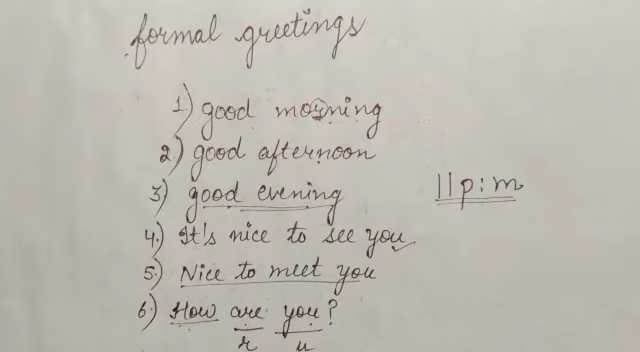 formal greetings
1) good morning
2) good afternoon
3) good evening 11p:m
4.) It's nice to see you
5.) Nice to meet you
6.) How are you?
r u